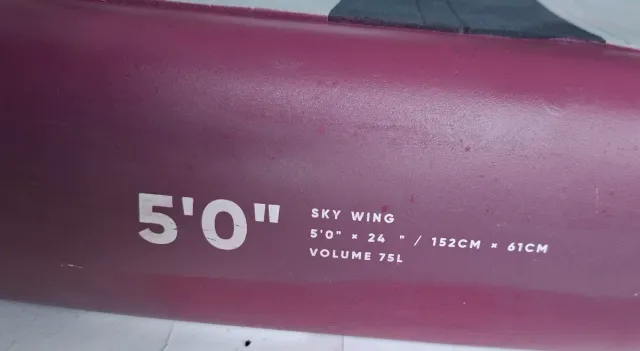 5'0"
SKY WING
5'0" × 24 " / 152CM × 61CM
VOLUME 75L